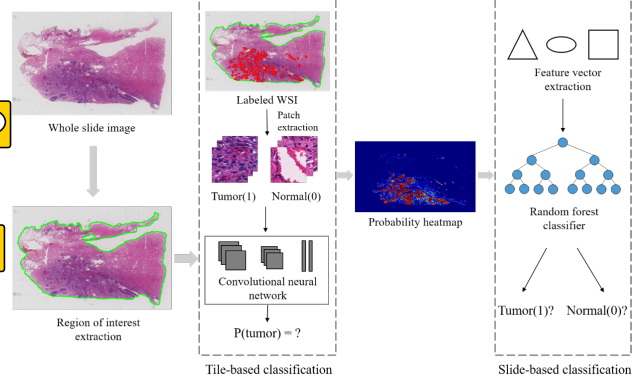 Whole slide image
Region of interest
extraction
Labeled WSI
Patch
extraction
Tumor(1)
Normal(0)
Convolutional neural
network
P(tumor) = ?
Tile-based classification
Probability heatmap
Feature vector
extraction
Random forest
classifier
Tumor(1)?
Normal(0)?
Slide-based classification